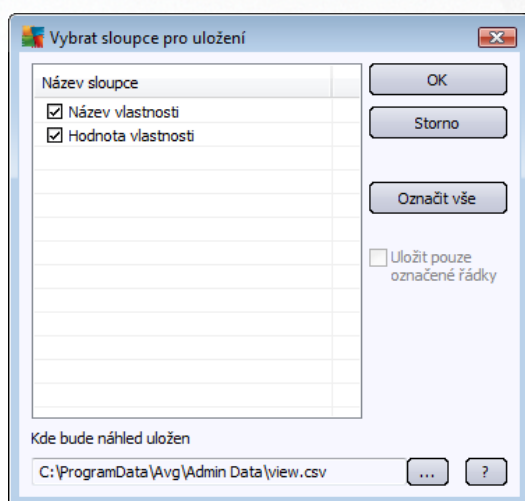 Vybrat sloupce pro uložení
Název sloupce
Název vlastnosti
Hodnota vlastnosti
OK
Storno
Označit vše
Uložit pouze
označené řádky
Kde bude náhled uložen
C:\ProgramData\Avg\Admin Data\view.csv
...
?